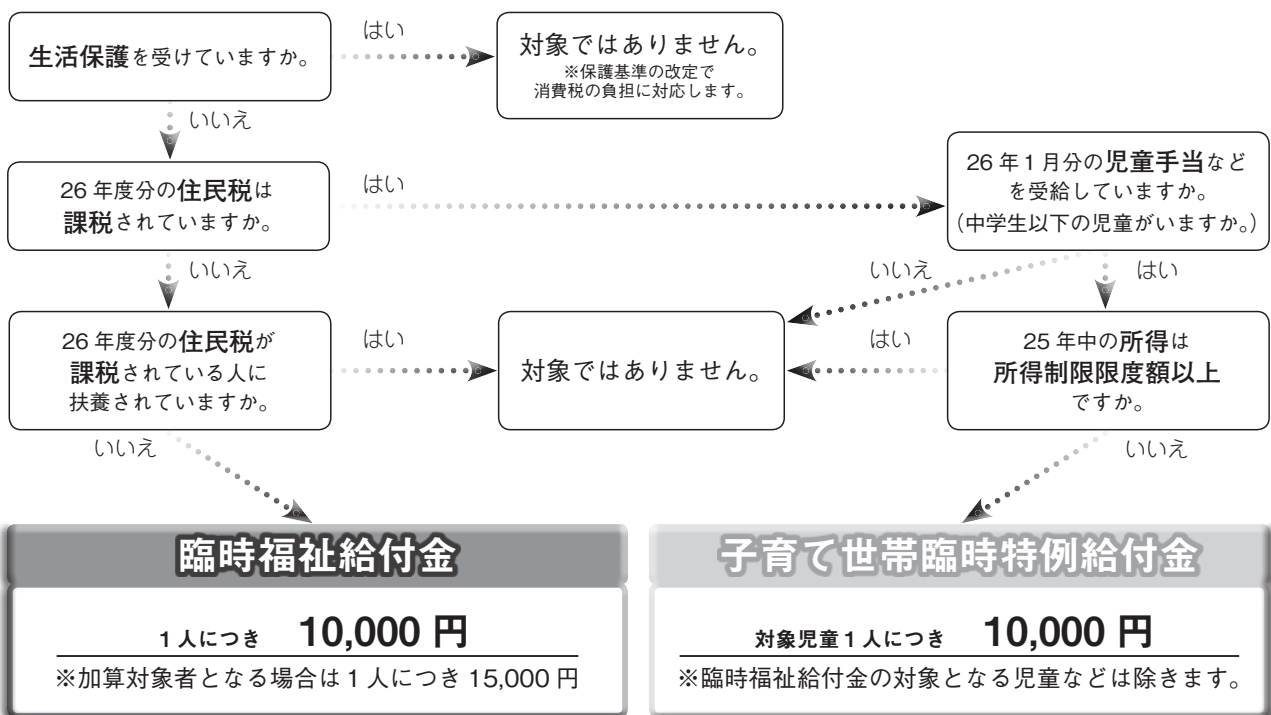 生活保護を受けていますか。
はい
対象ではありません。
※保護基準の改定で
消費税の負担に対応します。
いいえ
26年度分の住民税は
課税されていますか。
はい
26年1月分の児童手当など
を受給していますか。
(中学生以下の児童がいますか。)
いいえ
いいえ
はい
26年度分の住民税が
課税されている人に
扶養されていますか。
はい
対象ではありません。
はい
25年中の所得は
所得制限限度額以上
ですか。
いいえ
いいえ
臨時福祉給付金
1人につき 10,000円
※加算対象者となる場合は1人につき15,000円
子育て世帯臨時特例給付金
対象児童1人につき 10,000円
※臨時福祉給付金の対象となる児童などは除きます。